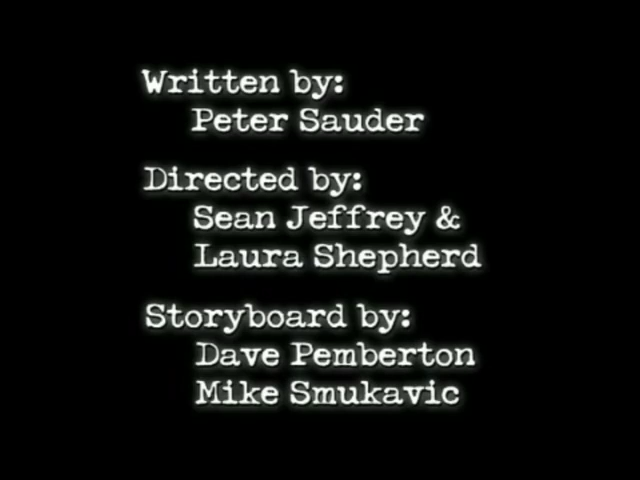 Written by:
Peter Sauder
Directed by:
Sean Jeffrey &
Laura Shepherd
Storyboard by:
Dave Pemberton
Mike Smukavic